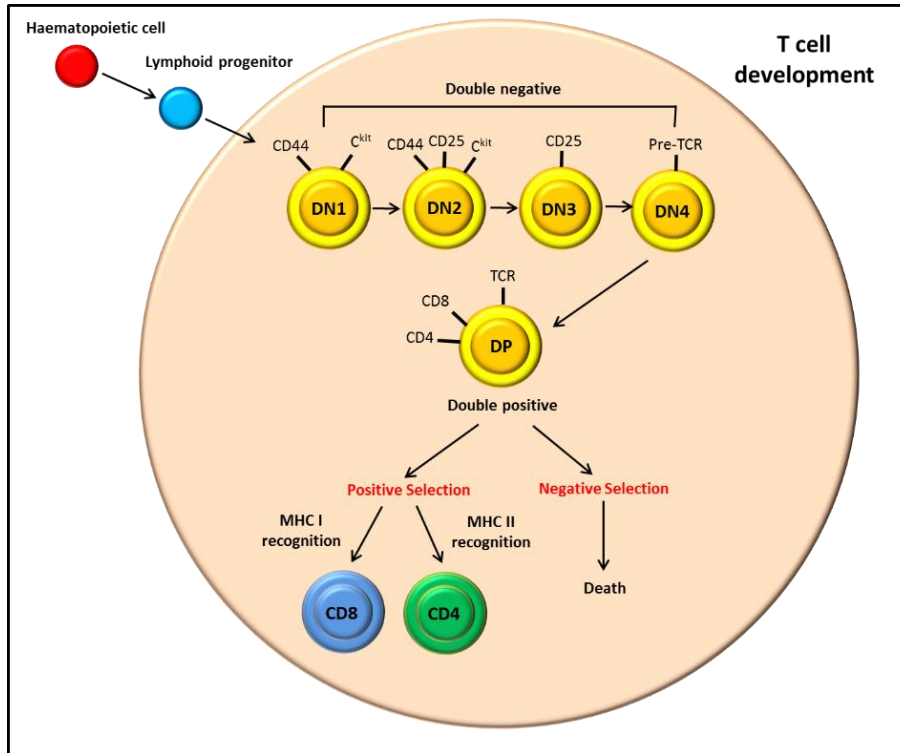 Haematopoietic cell
Lymphoid progenitor
T cell
development
Double negative
CD44
Cᵏⁱᵗ
CD44
CD25
Cᵏⁱᵗ
CD25
Pre-TCR
DN1
DN2
DN3
DN4
TCR
CD8
CD4
DP
Double positive
Positive Selection
Negative Selection
MHC I
recognition
MHC II
recognition
Death
CD8
CD4